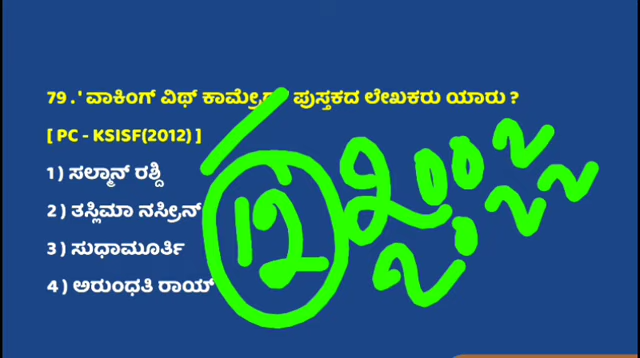 79 . ' ವಾಕಿಂಗ್ ವಿಥ್ ಪುಸ್ತಕದ ಲೇಖಕರು ಯಾರು ?
[ PC - KSISF(2012) ]
1 ) ಸಲ್ಮಾನ್ ರಶ್ದಿ
2 ) ತಸ್ಲಿಮಾ ನಸ್ರೀನ್
3 ) ಸುಧಾಮೂರ್ತಿ
4 ) ಅರುಂಧತಿ ರಾಯ್